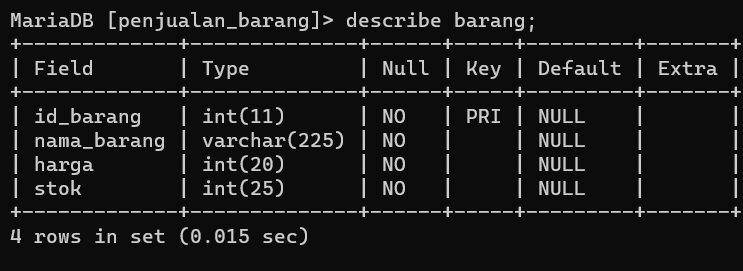 MariaDB [penjualan_barang]> describe barang;
+-------------+--------------+------+-----+---------+-------+
| Field       | Type         | Null | Key | Default | Extra |
+-------------+--------------+------+-----+---------+-------+
| id_barang   | int(11)      | NO   | PRI | NULL    |       |
| nama_barang | varchar(225) | NO   |     | NULL    |       |
| harga       | int(20)      | NO   |     | NULL    |       |
| stok        | int(25)      | NO   |     | NULL    |       |
+-------------+--------------+------+-----+---------+-------+
4 rows in set (0.015 sec)